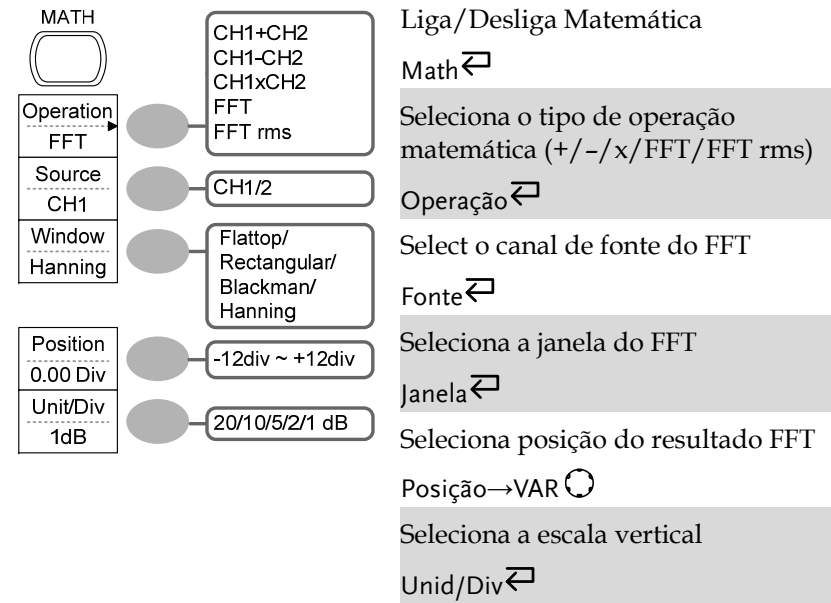 MATH
CH1+CH2
CH1-CH2
CH1xCH2
FFT
FFT rms
Operation
FFT
Source
CH1
CH1/2
Window
Hanning
Flattop/
Rectangular/
Blackman/
Hanning
Position
0.00 Div
-12div ~ +12div
Unit/Div
1dB
20/10/5/2/1 dB
Liga/Desliga Matemática
Math
Seleciona o tipo de operação
matemática (+/−/x/FFT/FFT rms)
Operação
Select o canal de fonte do FFT
Fonte
Seleciona a janela do FFT
Janela
Seleciona posição do resultado FFT
Posição→VAR
Seleciona a escala vertical
Unid/Div